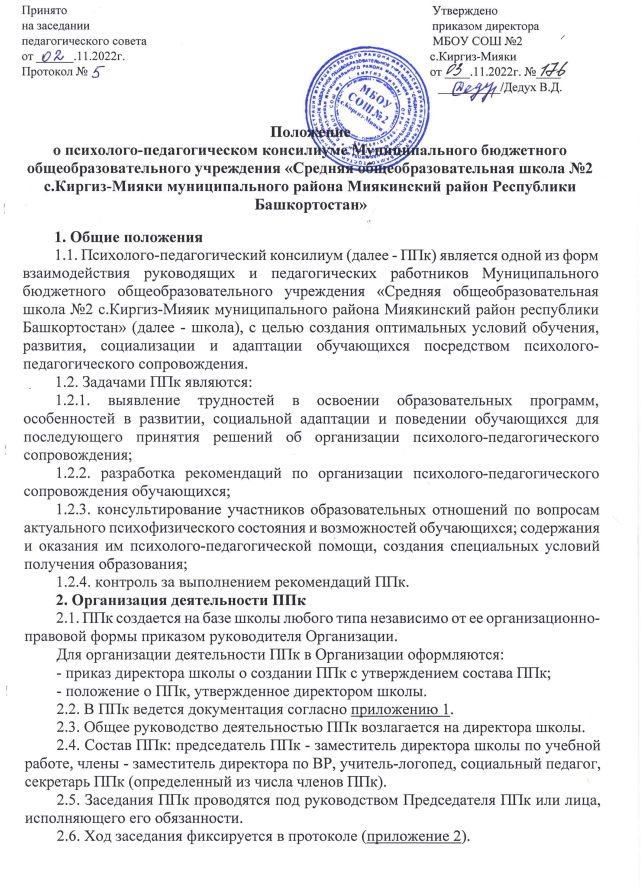 Принято
на заседании
педагогического совета
от 02 .11.2022г.
Протокол № 5
Утверждено
приказом директора
МБОУ СОШ №2
с.Киргиз-Мияки
от 03 .11.2022г. № 176
/Дедух В.Д.
МБОУ
СОШ №2
с.Киргиз-Мияки
Положение
о психолого-педагогическом консилиуме Муниципального бюджетного
общеобразовательного учреждения «Средняя общеобразовательная школа №2
с.Киргиз-Мияки муниципального района Миякинский район Республики
Башкортостан»
1. Общие положения
1.1. Психолого-педагогический консилиум (далее - ППк) является одной из форм
взаимодействия руководящих и педагогических работников Муниципального
бюджетного общеобразовательного учреждения «Средняя общеобразовательная
школа №2 с.Киргиз-Мияик муниципального района Миякинский район республики
Башкортостан» (далее - школа), с целью создания оптимальных условий обучения,
развития, социализации и адаптации обучающихся посредством психолого-
педагогического сопровождения.
1.2. Задачами ППк являются:
1.2.1. выявление трудностей в освоении образовательных программ,
особенностей в развитии, социальной адаптации и поведении обучающихся для
последующего принятия решений об организации психолого-педагогического
сопровождения;
1.2.2. разработка рекомендаций по организации психолого-педагогического
сопровождения обучающихся;
1.2.3. консультирование участников образовательных отношений по вопросам
актуального психофизического состояния и возможностей обучающихся; содержания
и оказания им психолого-педагогической помощи, создания специальных условий
получения образования;
1.2.4. контроль за выполнением рекомендаций ППк.
2. Организация деятельности ППк
2.1. ППк создается на базе школы любого типа независимо от ее организационно-
правовой формы приказом руководителя Организации.
Для организации деятельности ППк в Организации оформляются:
- приказ директора школы о создании ППк с утверждением состава ППк;
- положение о ППк, утвержденное директором школы.
2.2. В ППк ведется документация согласно приложению 1.
2.3. Общее руководство деятельностью ППк возлагается на директора школы.
2.4. Состав ППк: председатель ППк - заместитель директора школы по учебной
работе, члены - заместитель директора по ВР, учитель-логопед, социальный педагог,
секретарь ППк (определенный из числа членов ППк).
2.5. Заседания ППк проводятся под руководством Председателя ППк или лица,
исполняющего его обязанности.
2.6. Ход заседания фиксируется в протоколе (приложение 2).